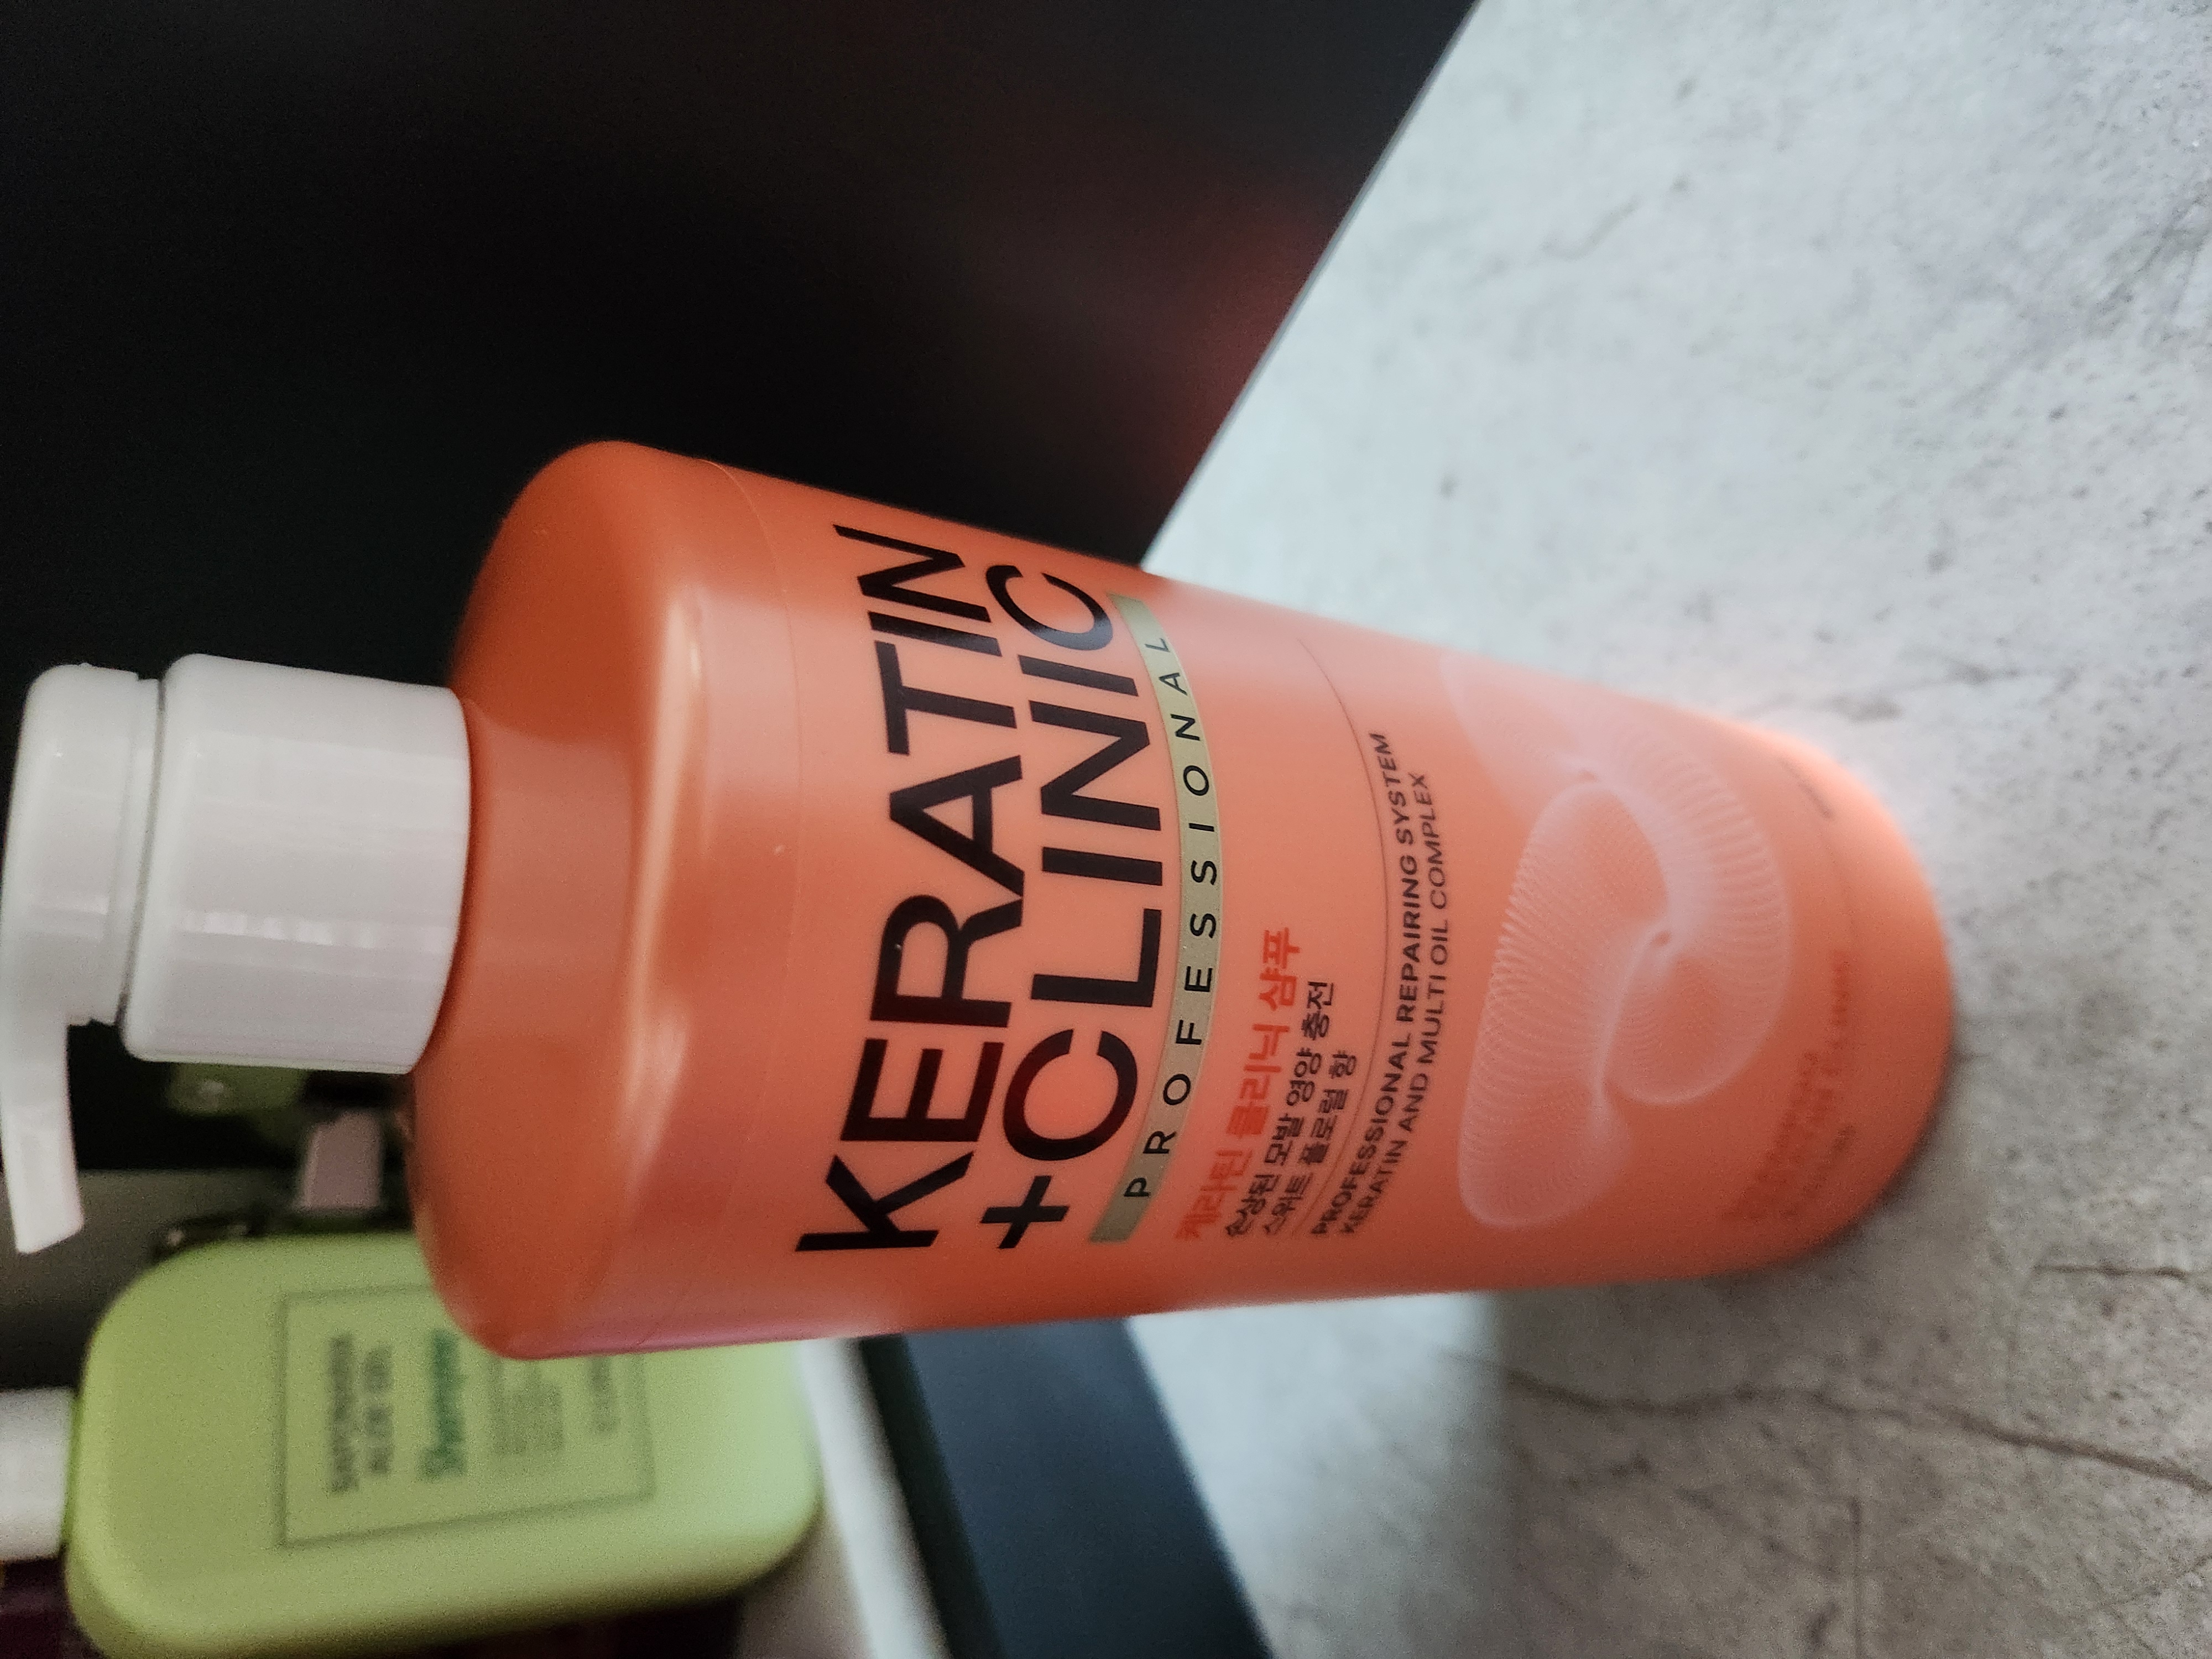 KERATIN
+CLINIC
PROFESSIONAL
케라틴 클리닉 샴푸
손상된 모발 영양 충전
스위트 플로럴 향
PROFESSIONAL REPAIRING SYSTEM
KERATIN AND MULTI OIL COMPLEX
Shampoo